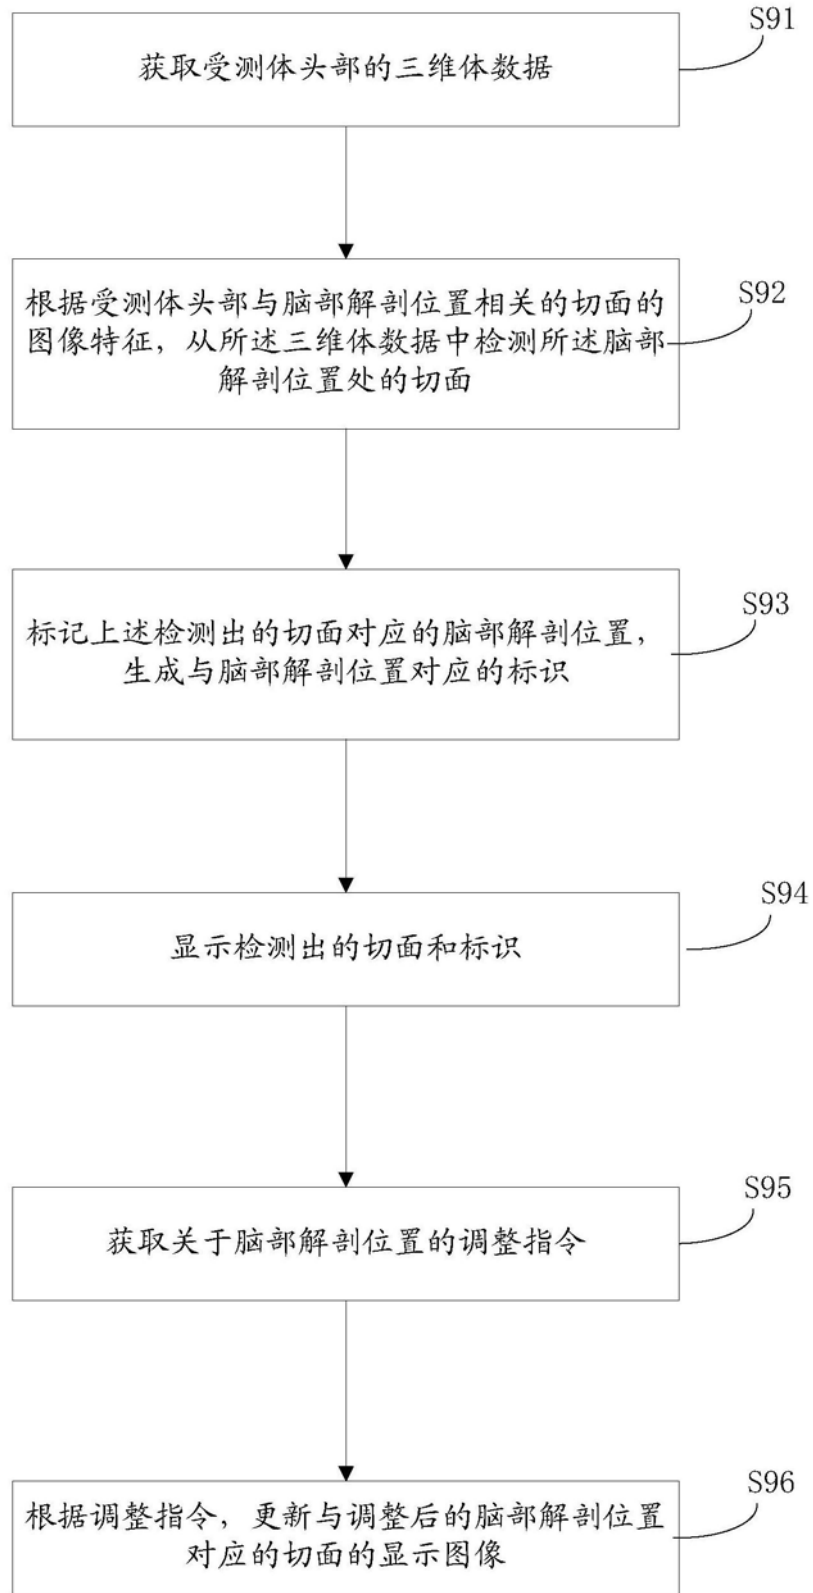 S91
获取受测体头部的三维体数据
S92
根据受测体头部与脑部解剖位置相关的切面的
图像特征，从所述三维体数据中检测所述脑部
解剖位置处的切面
S93
标记上述检测出的切面对应的脑部解剖位置，
生成与脑部解剖位置对应的标识
S94
显示检测出的切面和标识
S95
获取关于脑部解剖位置的调整指令
S96
根据调整指令，更新与调整后的脑部解剖位置
对应的切面的显示图像